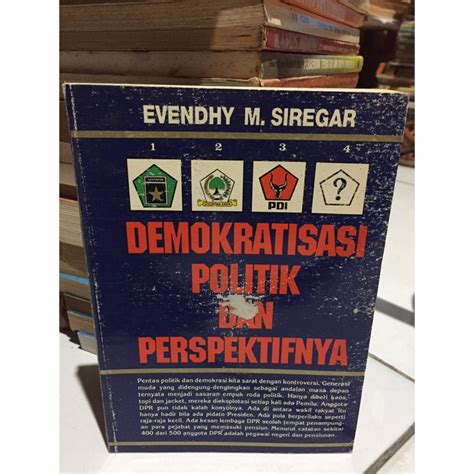 EVENDHY M. SIREGAR
1 2 3 4
PDI ?
DEMOKRATISASI
POLITIK
DAN
PERSPEKTIFNYA
Pentas politik dan demokrasi kita sarat dengan kontroversi. Generasi
muda yang didengung-dengungkan sebagai andalan masa depan
ternyata menjadi sasaran empuk roda politik. Hanya diberi kaos,
topi dan jacket, mereka dieksploitasi setiap kali ada Pemilu. Anggota
DPR pun tidak kalah konyolnya. Ada di antara wakil rakyat itu
hanya hadir bila ada pidato Presiden. Ada pula berperilaku seperti
raja-raja kecil. Ada kesan lembaga DPR seolah tempat penampung-
an para pejabat yang memasuki pensiun. Menurut catatan sekitar
400 dari 500 anggota DPR adalah pegawai negeri dan pensiunan.